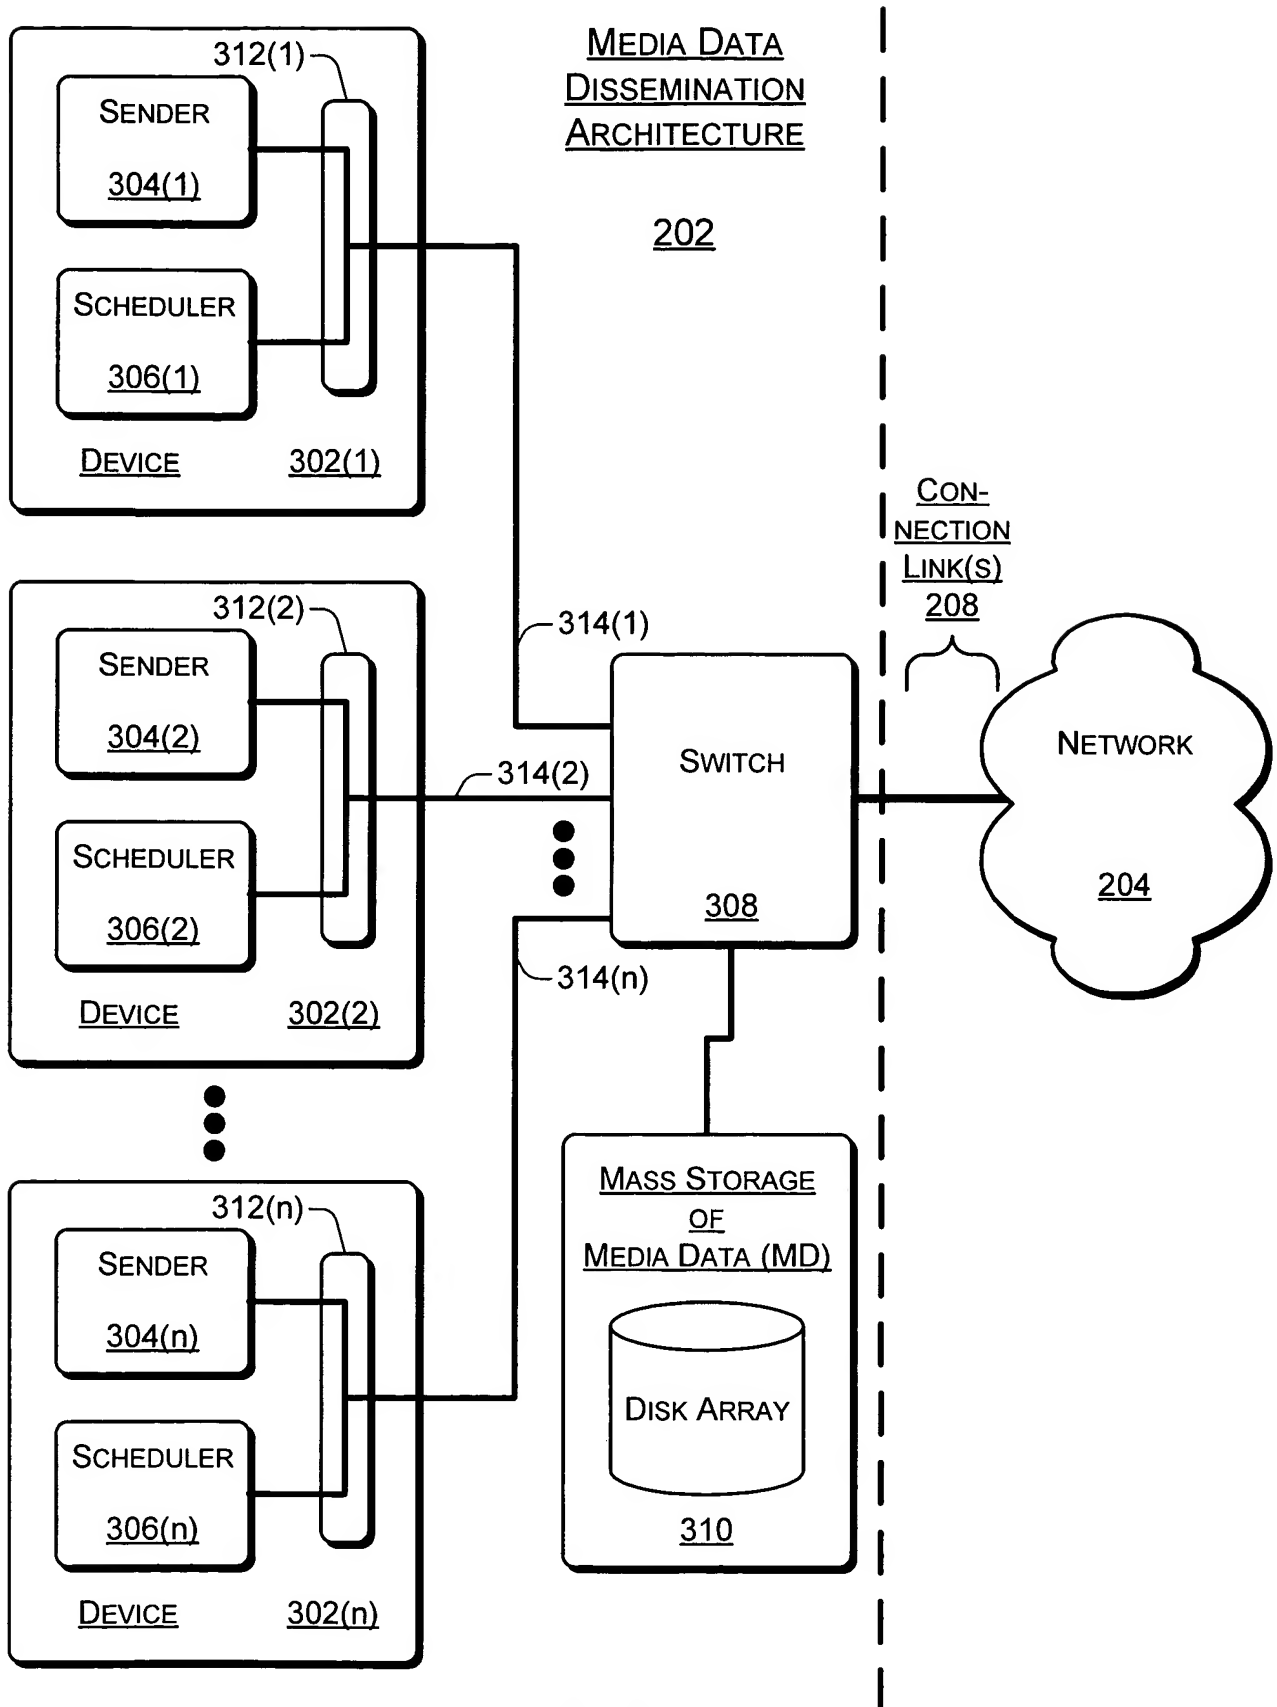 MEDIA DATA
DISSEMINATION
ARCHITECTURE
202
312(1)
SENDER
304(1)
SCHEDULER
306(1)
DEVICE 302(1)
312(2)
SENDER
304(2)
SCHEDULER
306(2)
DEVICE 302(2)
312(n)
SENDER
304(n)
SCHEDULER
306(n)
DEVICE 302(n)
314(1)
314(2)
314(n)
SWITCH
308
MASS STORAGE
OF
MEDIA DATA (MD)
DISK ARRAY
310
CON-
NECTION
LINK(S)
208
NETWORK
204